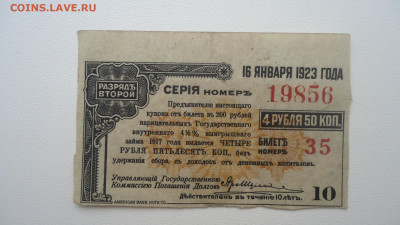 COINS.LAVE.RU
16 ЯНВАРЯ 1923 ГОДА
РАЗРЯДЪ
ВТОРОЙ
СЕРІЯ НОМЕРЪ 19856
Предъявителю настоящаго
купона отъ билета въ 200 рублей
нарицательныхъ Государственнаго
внутренняго 4½% выигрышнаго
займа 1917 года выдается ЧЕТЫРЕ
РУБЛЯ ПЯТЬДЕСЯТЪ КОП., безъ
удержанія сбора съ доходовъ отъ денежныхъ капиталовъ.
4 РУБЛЯ 50 КОП.
БИЛЕТЪ
НОМЕРЪ 35
Управляющій Государственною
Коммиссіею Погашенія Долговъ
10
Дѣйствителенъ въ теченіе 10 лѣтъ.
AMERICAN BANK NOTE CO.